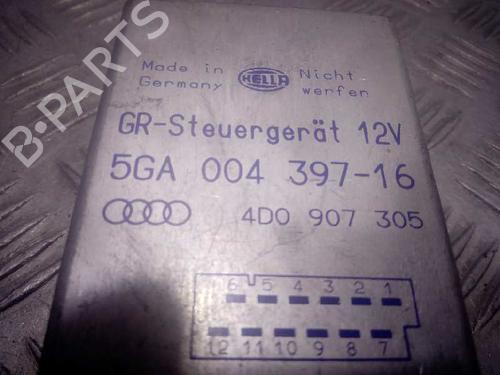 B-PARTS
Made in Germany
HELLA
Nicht werfen
GR-Steuergerät 12V
5GA 004 397-16
4D0 907 305
6 5 4 3 2 1
12 11 10 9 8 7